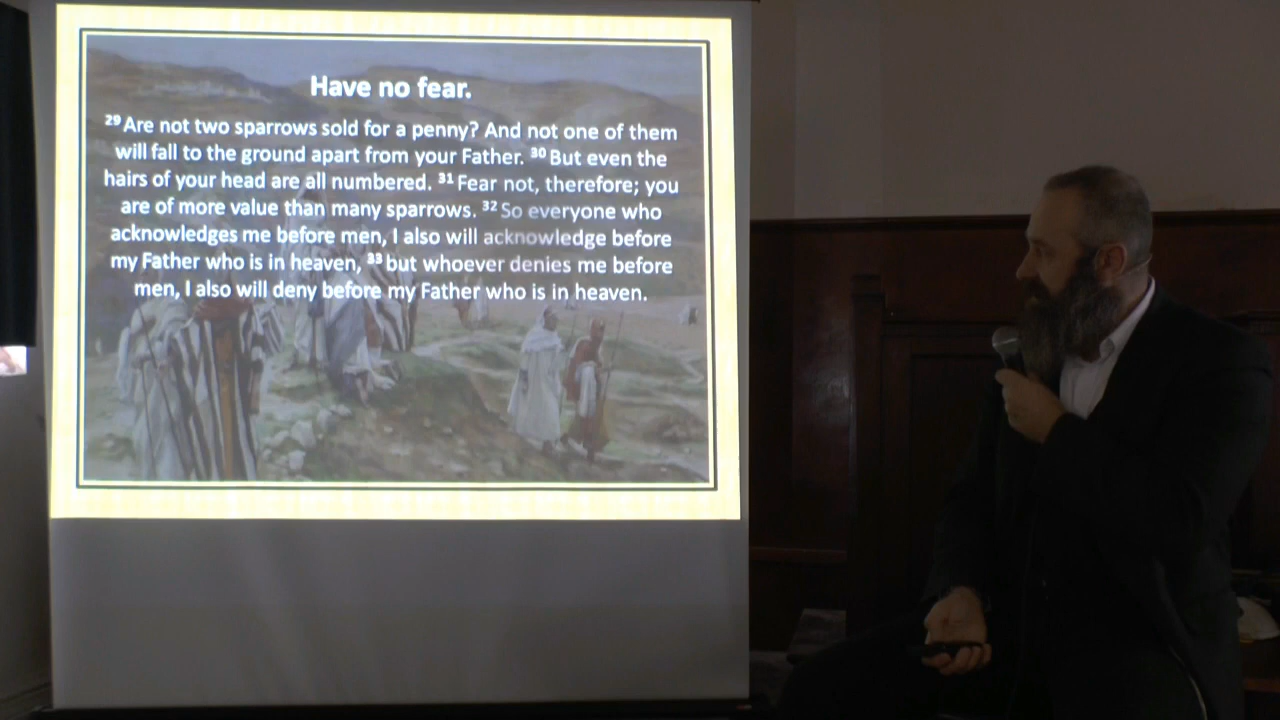 Have no fear.
²⁹ Are not two sparrows sold for a penny? And not one of them
will fall to the ground apart from your Father. ³⁰ But even the
hairs of your head are all numbered. ³¹ Fear not, therefore; you
are of more value than many sparrows. ³² So everyone who
acknowledges me before men, I also will acknowledge before
my Father who is in heaven, ³³ but whoever denies me before
men, I also will deny before my Father who is in heaven.